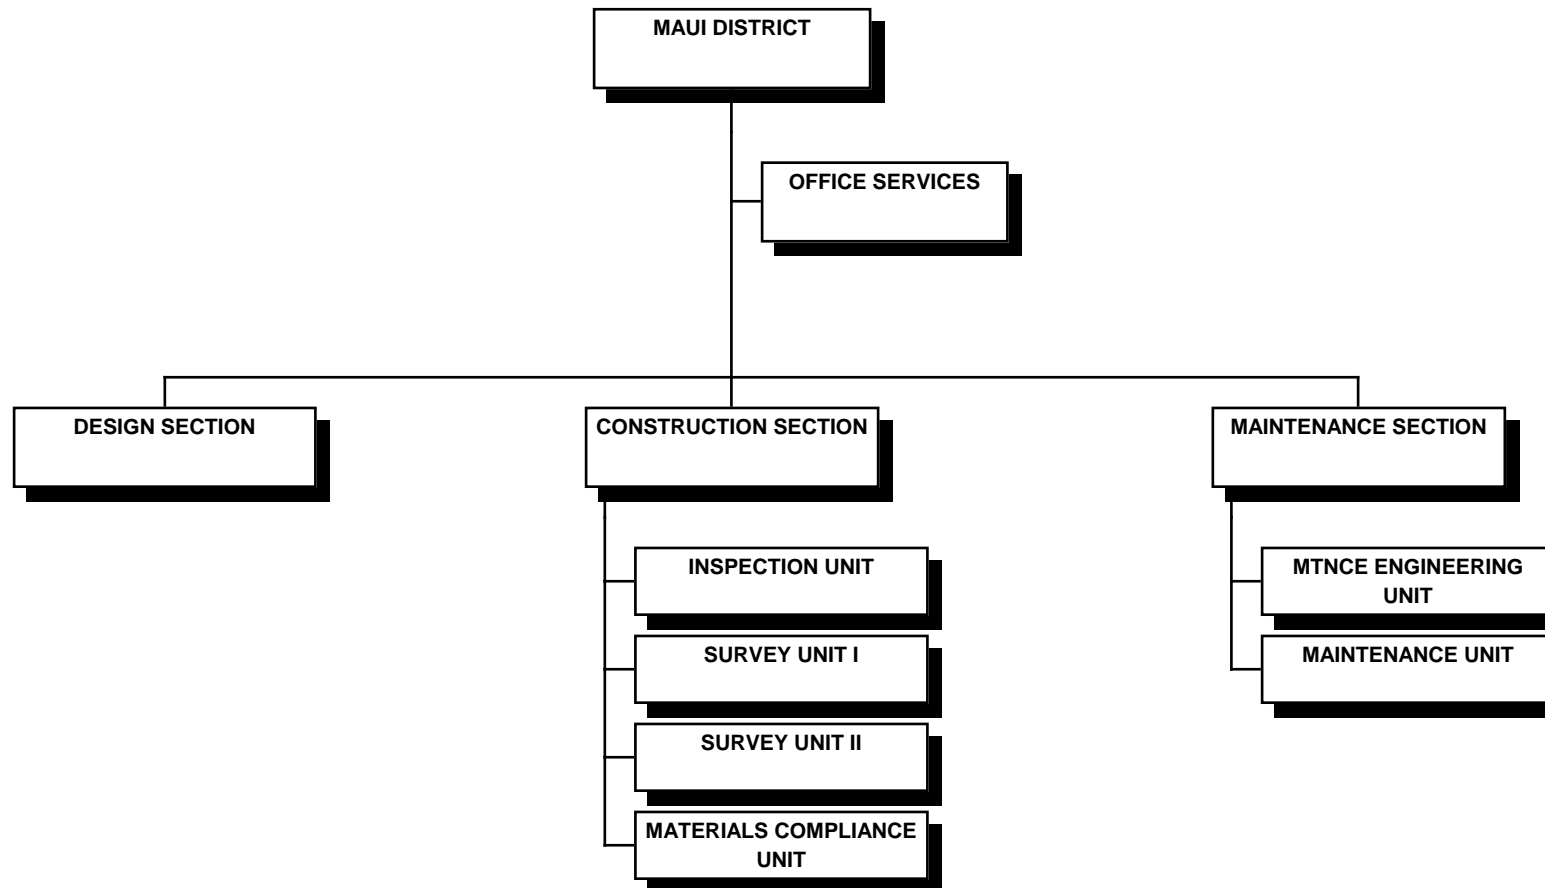 MAUI DISTRICT
OFFICE SERVICES
DESIGN SECTION
CONSTRUCTION SECTION
MAINTENANCE SECTION
INSPECTION UNIT
SURVEY UNIT I
SURVEY UNIT II
MATERIALS COMPLIANCE
UNIT
MTNCE ENGINEERING
UNIT
MAINTENANCE UNIT